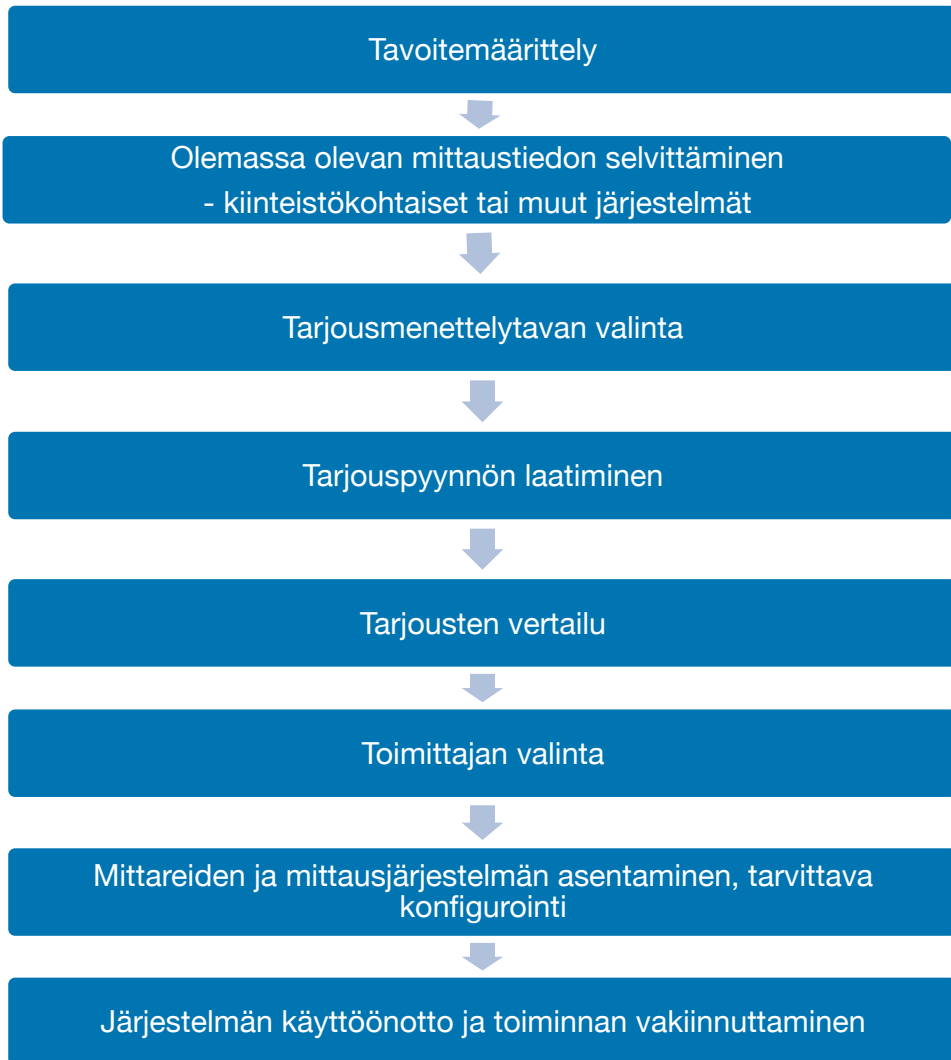 Tavoitemäärittely
Olemassa olevan mittaustiedon selvittäminen
- kiinteistökohtaiset tai muut järjestelmät
Tarjousmenettelytavan valinta
Tarjouspyynnön laatiminen
Tarjousten vertailu
Toimittajan valinta
Mittareiden ja mittausjärjestelmän asentaminen, tarvittava
konfigurointi
Järjestelmän käyttöönotto ja toiminnan vakiinnuttaminen